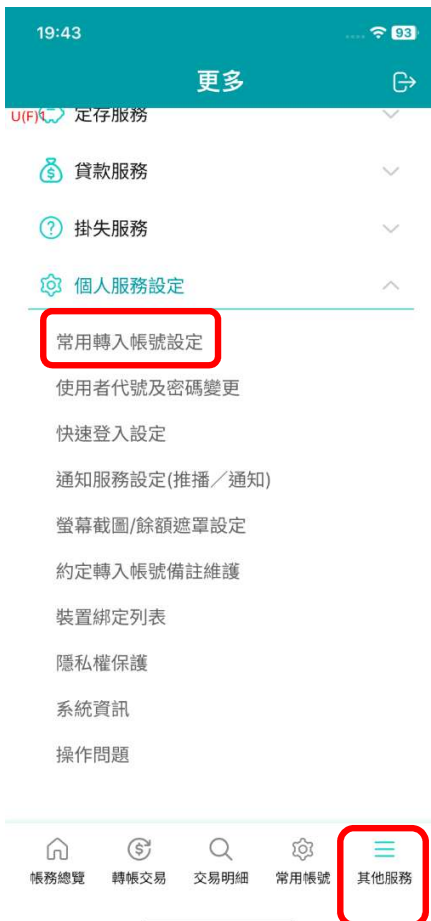 19:43
93
更多
U(F)
定存服務
貸款服務
掛失服務
個人服務設定
常用轉入帳號設定
使用者代號及密碼變更
快速登入設定
通知服務設定(推播／通知)
螢幕截圖/餘額遮罩設定
約定轉入帳號備註維護
裝置綁定列表
隱私權保護
系統資訊
操作問題
帳務總覽 轉帳交易 交易明細 常用帳號 其他服務